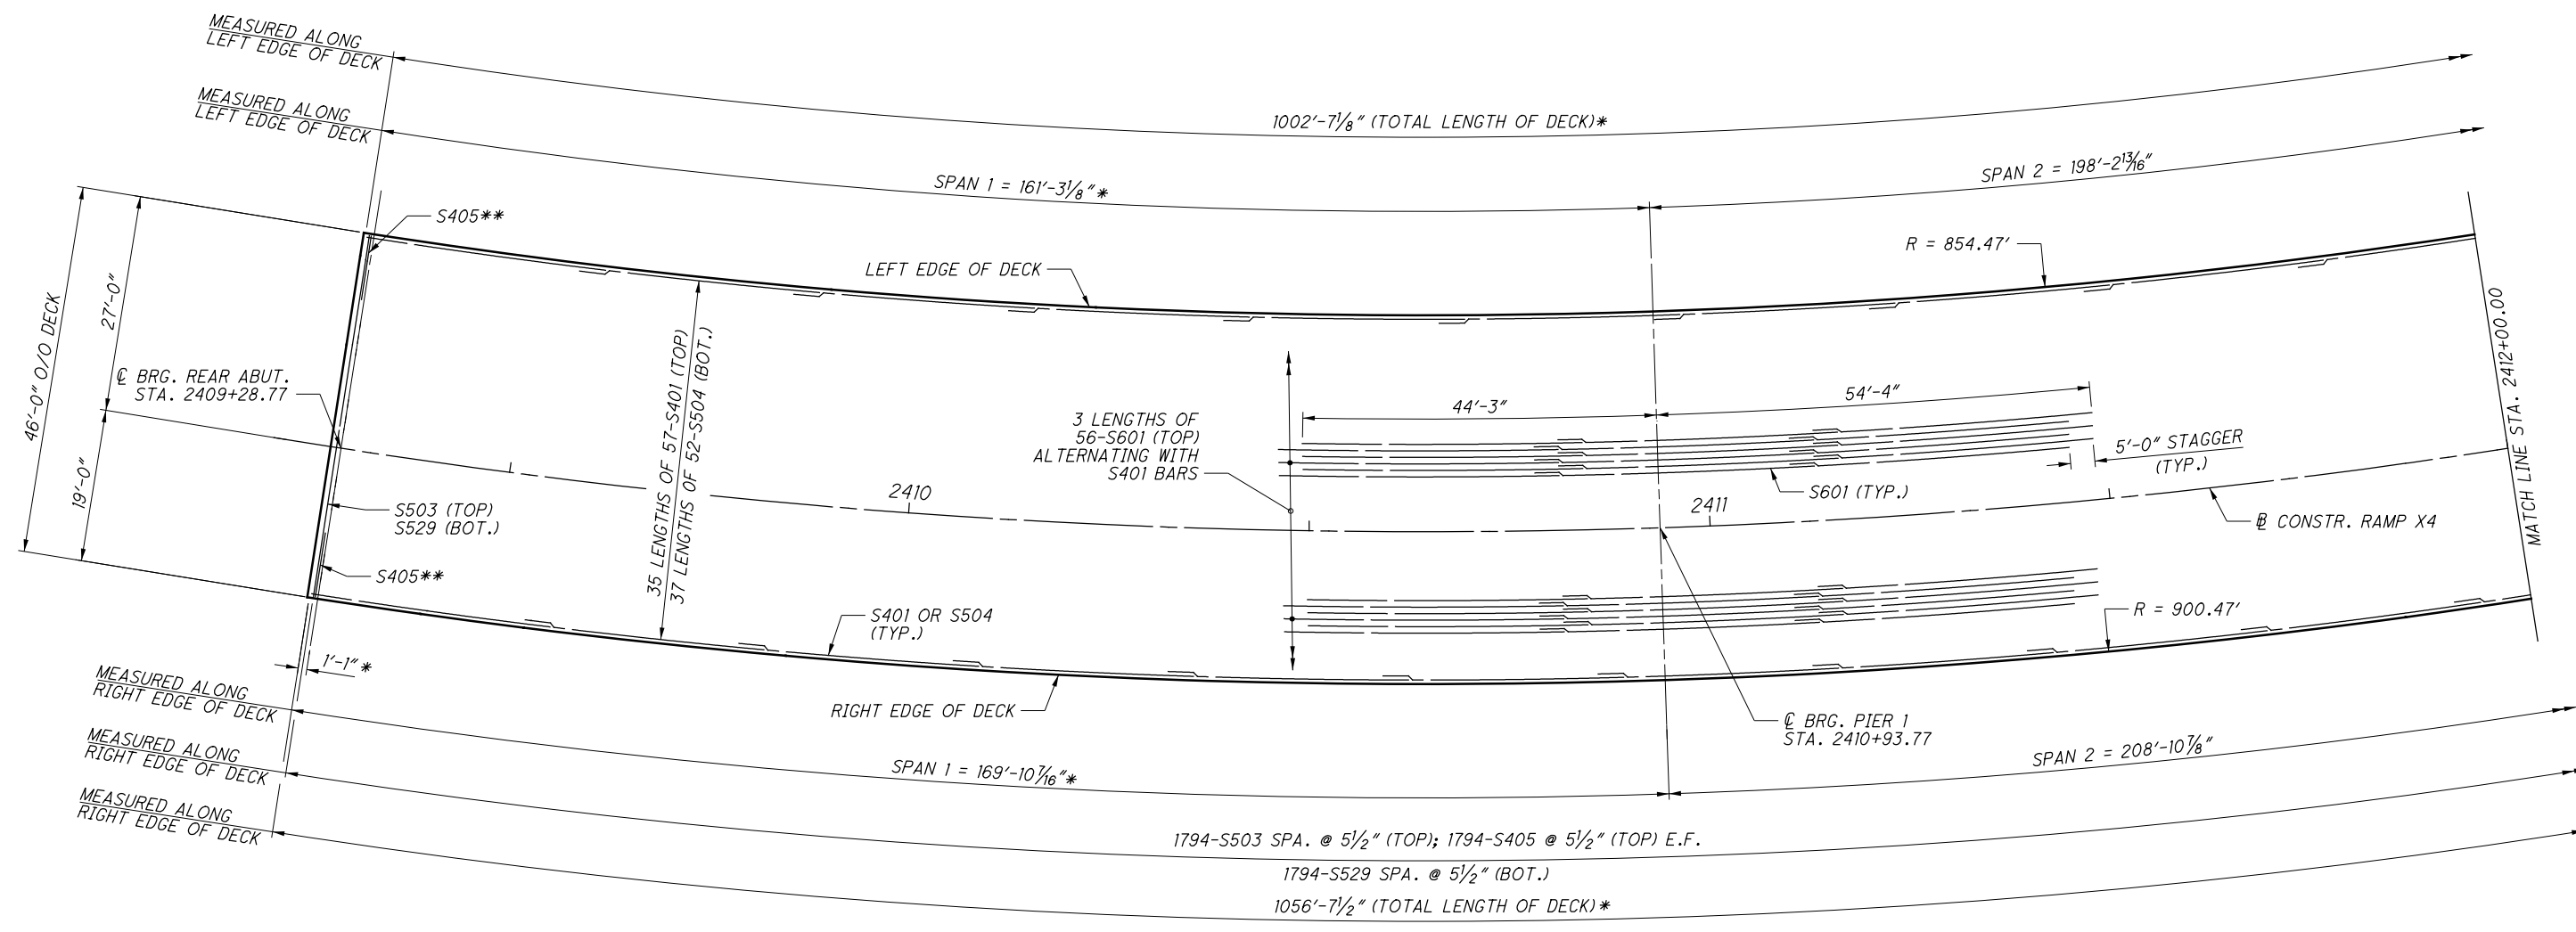 MEASURED ALONG
LEFT EDGE OF DECK
1002'-7⅛" (TOTAL LENGTH OF DECK)*
MEASURED ALONG
LEFT EDGE OF DECK
SPAN 1 = 161'-3⅛"*
SPAN 2 = 198'-2 13/16"
S405**
LEFT EDGE OF DECK
R = 854.47'
46'-0" O/O DECK
27'-0"
19'-0"
℄ BRG. REAR ABUT.
STA. 2409+28.77
35 LENGTHS OF 57-S401 (TOP)
37 LENGTHS OF 52-S504 (BOT.)
3 LENGTHS OF
56-S601 (TOP)
ALTERNATING WITH
S401 BARS
44'-3"
54'-4"
5'-0" STAGGER
(TYP.)
S601 (TYP.)
MATCH LINE STA. 2412+00.00
2410
2411
S503 (TOP)
S529 (BOT.)
S405**
℄ CONSTR. RAMP X4
S401 OR S504
(TYP.)
R = 900.47'
1'-1"*
MEASURED ALONG
RIGHT EDGE OF DECK
RIGHT EDGE OF DECK
℄ BRG. PIER 1
STA. 2410+93.77
SPAN 1 = 169'-10 7/16"*
SPAN 2 = 208'-10⅞"
MEASURED ALONG
RIGHT EDGE OF DECK
1794-S503 SPA. @ 5½" (TOP); 1794-S405 @ 5½" (TOP) E.F.
1794-S529 SPA. @ 5½" (BOT.)
MEASURED ALONG
RIGHT EDGE OF DECK
1056'-7½" (TOTAL LENGTH OF DECK)*